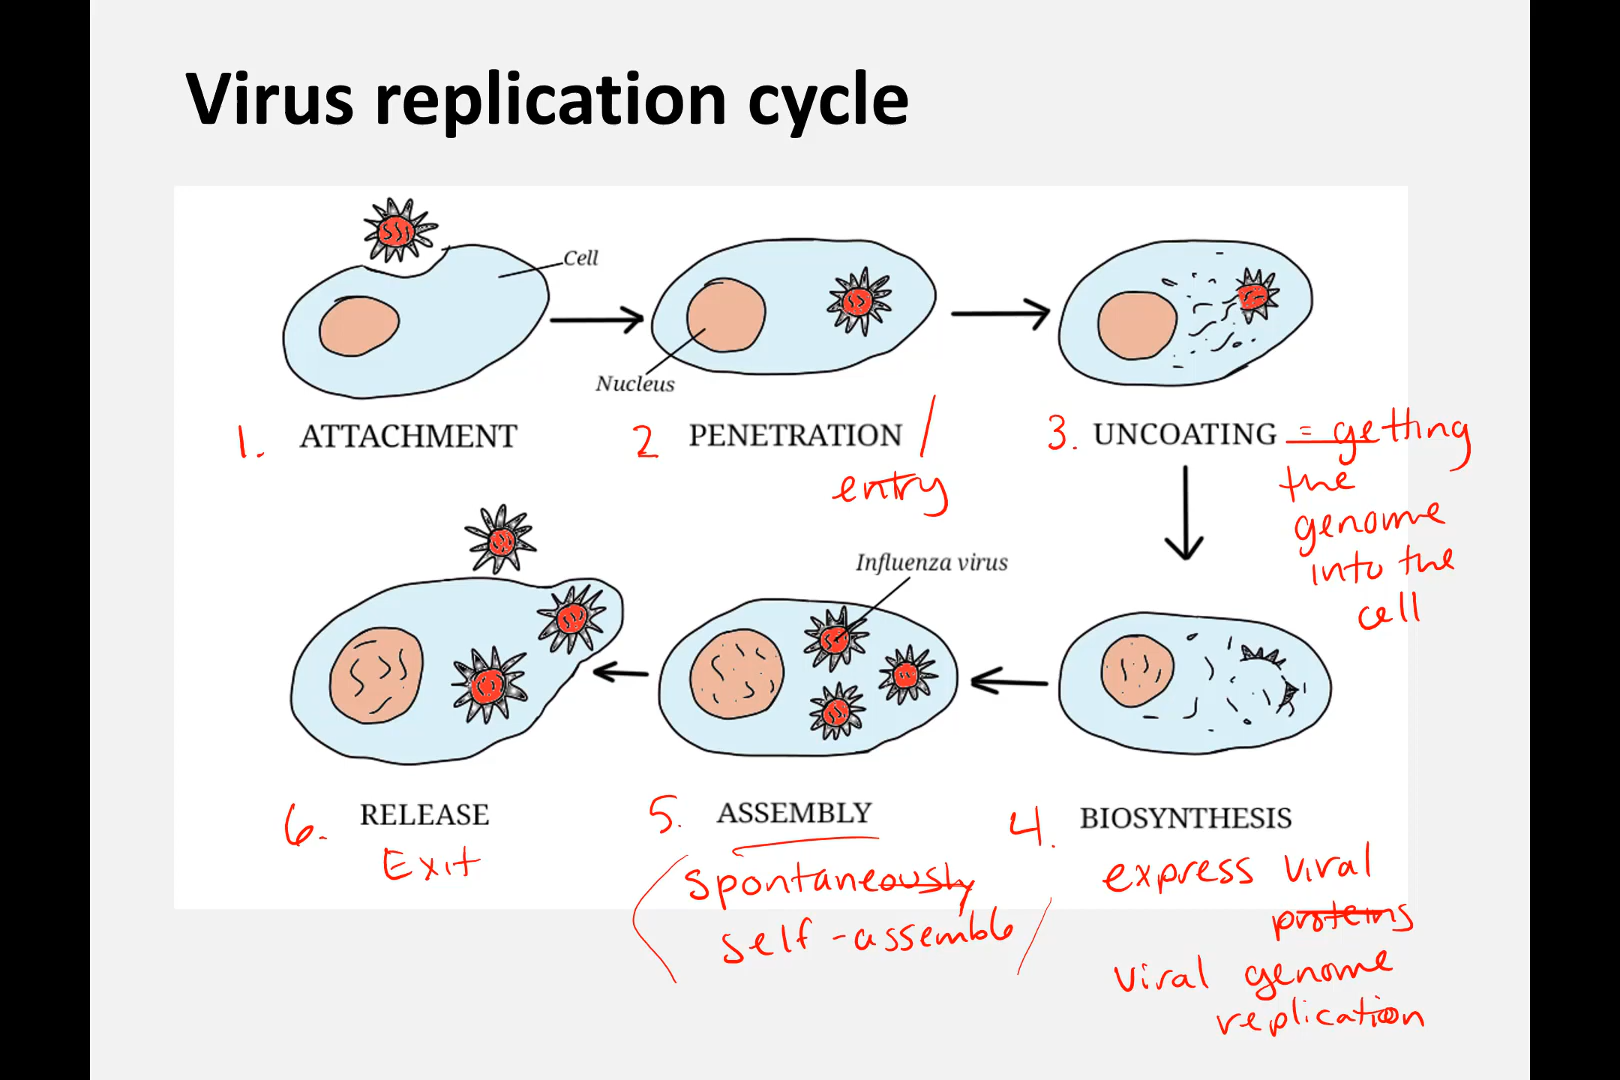 Virus replication cycle
Cell
Nucleus
1. ATTACHMENT
2 PENETRATION /
entry
3. UNCOATING = getting
the
genome
into the
cell
Influenza virus
6. RELEASE
Exit
5. ASSEMBLY
(spontaneously
self-assemble)
4. BIOSYNTHESIS
express viral
proteins
viral genome
replication